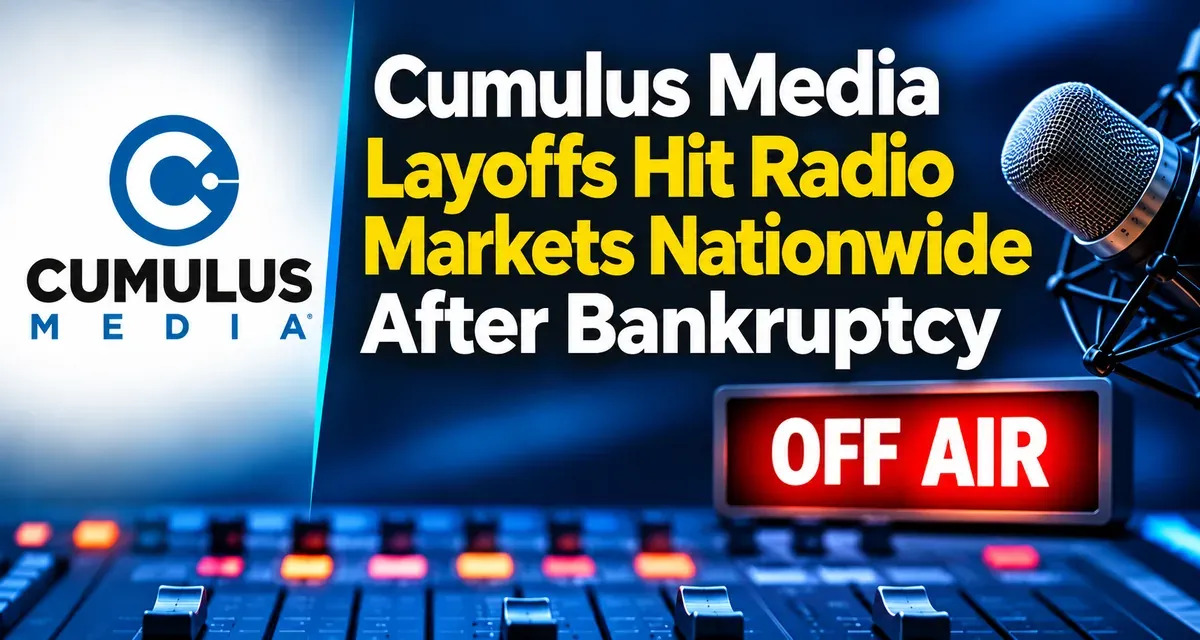 CUMULUS
MEDIA®
Cumulus Media
Layoffs Hit Radio
Markets Nationwide
After Bankruptcy
OFF AIR